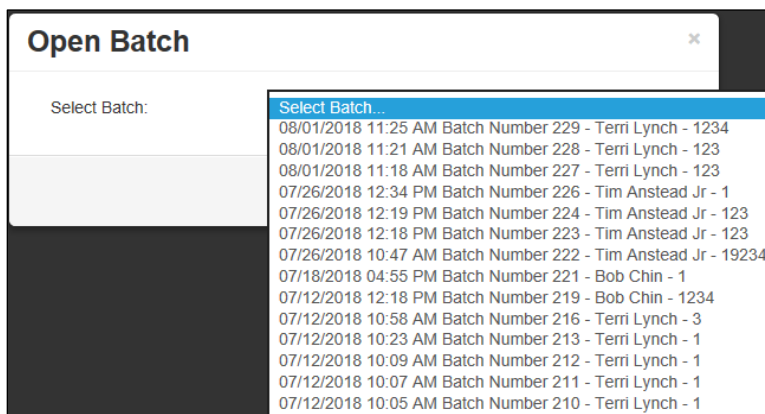 Open Batch ×
Select Batch:
Select Batch...
08/01/2018 11:25 AM Batch Number 229 - Terri Lynch - 1234
08/01/2018 11:21 AM Batch Number 228 - Terri Lynch - 123
08/01/2018 11:18 AM Batch Number 227 - Terri Lynch - 123
07/26/2018 12:34 PM Batch Number 226 - Tim Anstead Jr - 1
07/26/2018 12:19 PM Batch Number 224 - Tim Anstead Jr - 123
07/26/2018 12:18 PM Batch Number 223 - Tim Anstead Jr - 123
07/26/2018 10:47 AM Batch Number 222 - Tim Anstead Jr - 19234
07/18/2018 04:55 PM Batch Number 221 - Bob Chin - 1
07/12/2018 12:18 PM Batch Number 219 - Bob Chin - 1234
07/12/2018 10:58 AM Batch Number 216 - Terri Lynch - 3
07/12/2018 10:23 AM Batch Number 213 - Terri Lynch - 1
07/12/2018 10:09 AM Batch Number 212 - Terri Lynch - 1
07/12/2018 10:07 AM Batch Number 211 - Terri Lynch - 1
07/12/2018 10:05 AM Batch Number 210 - Terri Lynch - 1